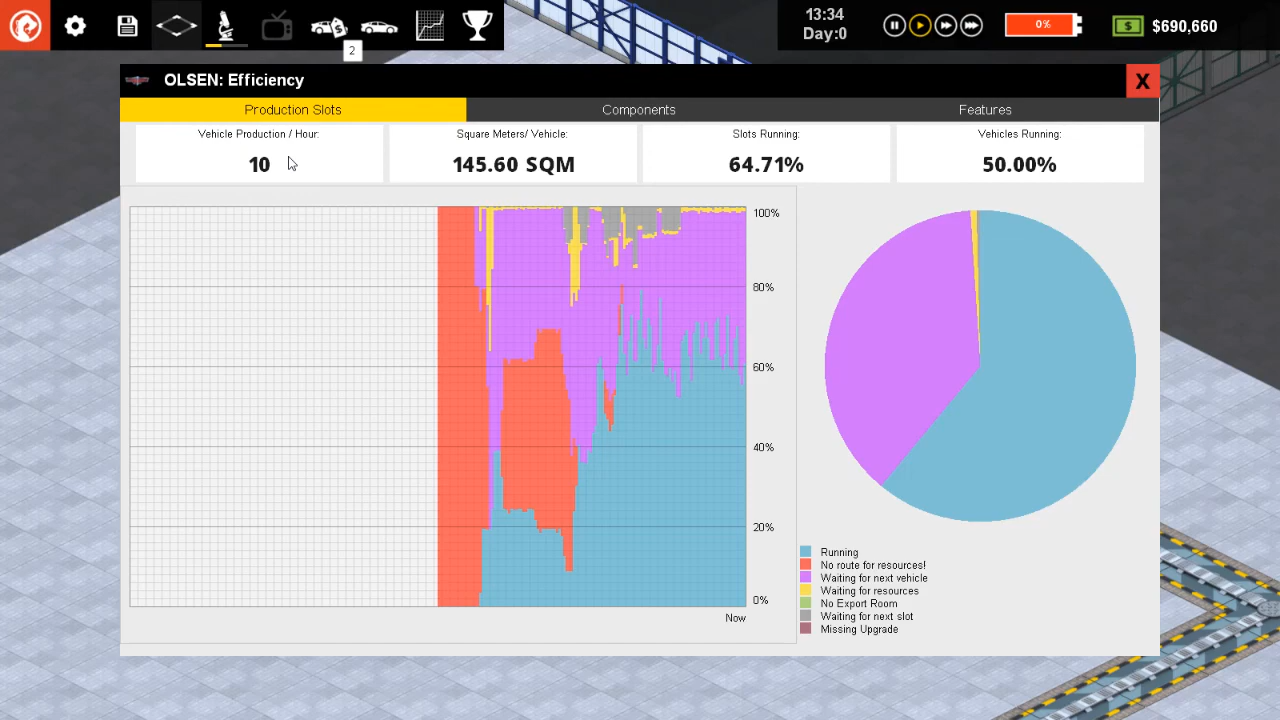 13:34
Day:0
0%
$690,660
2
OLSEN: Efficiency
X
Production Slots
Components
Features
Vehicle Production / Hour:
10
Square Meters/ Vehicle:
145.60 SQM
Slots Running:
64.71%
Vehicles Running:
50.00%
100%
80%
60%
40%
20%
0%
Now
Running
No route for resources!
Waiting for next vehicle
Waiting for resources
No Export Room
Waiting for next slot
Missing Upgrade